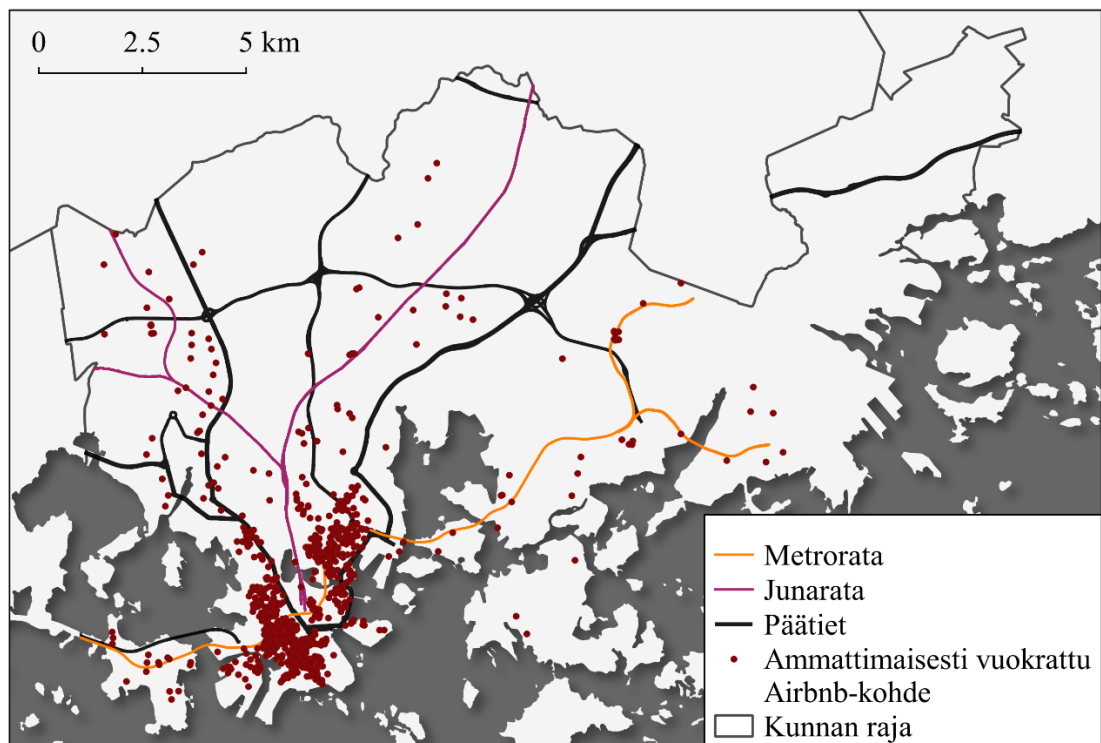 0 2.5 5 km
Metrorata
Junarata
Päätiet
Ammattimaisesti vuokrattu
Airbnb-kohde
Kunnan raja